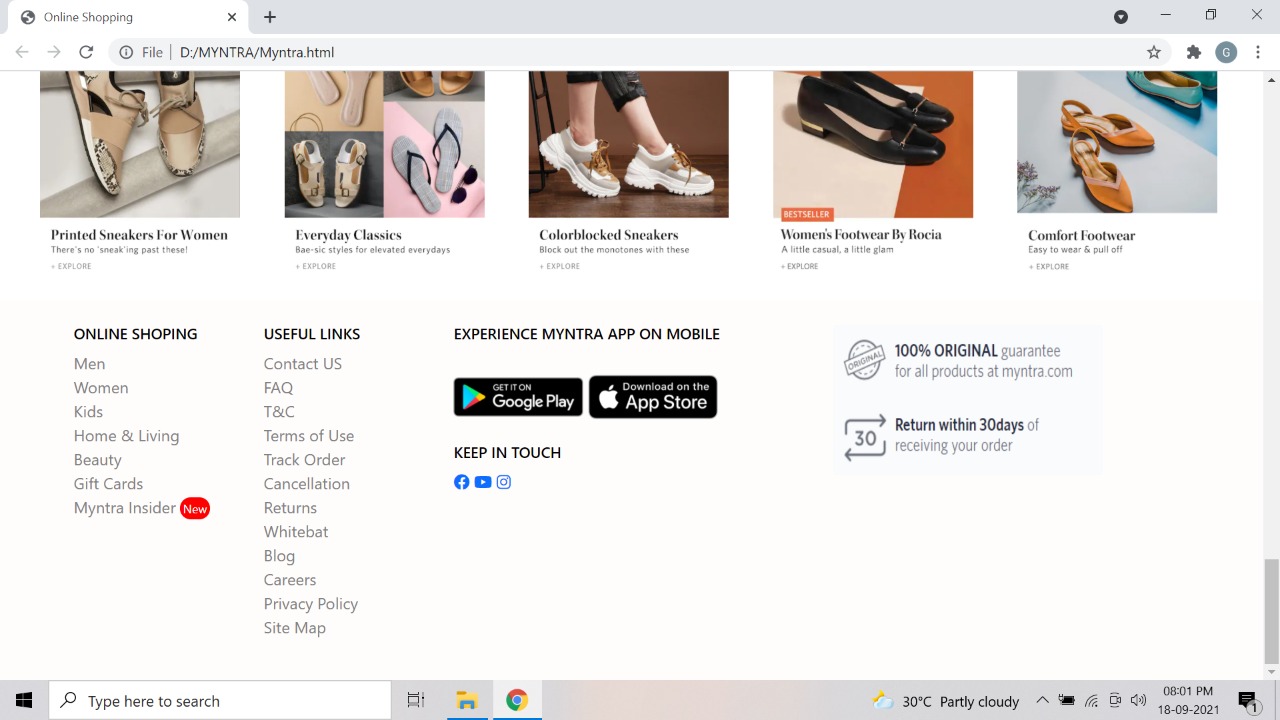 Online Shopping
File | D:/MYNTRA/Myntra.html
G
BESTSELLER
Printed Sneakers For Women
There's no 'sneak'ing past these!
+ EXPLORE
Everyday Classics
Bae-sic styles for elevated everydays
+ EXPLORE
Colorblocked Sneakers
Block out the monotones with these
+ EXPLORE
Women's Footwear By Rocia
A little casual, a little glam
+ EXPLORE
Comfort Footwear
Easy to wear & pull off
+ EXPLORE
ONLINE SHOPING
Men
Women
Kids
Home & Living
Beauty
Gift Cards
Myntra Insider New
USEFUL LINKS
Contact US
FAQ
T&C
Terms of Use
Track Order
Cancellation
Returns
Whitebat
Blog
Careers
Privacy Policy
Site Map
EXPERIENCE MYNTRA APP ON MOBILE
GET IT ON
Google Play
Download on the
App Store
KEEP IN TOUCH
ORIGINAL
100% ORIGINAL guarantee
for all products at myntra.com
30
Return within 30days of
receiving your order
Type here to search
30°C Partly cloudy
08:01 PM
18-09-2021
1